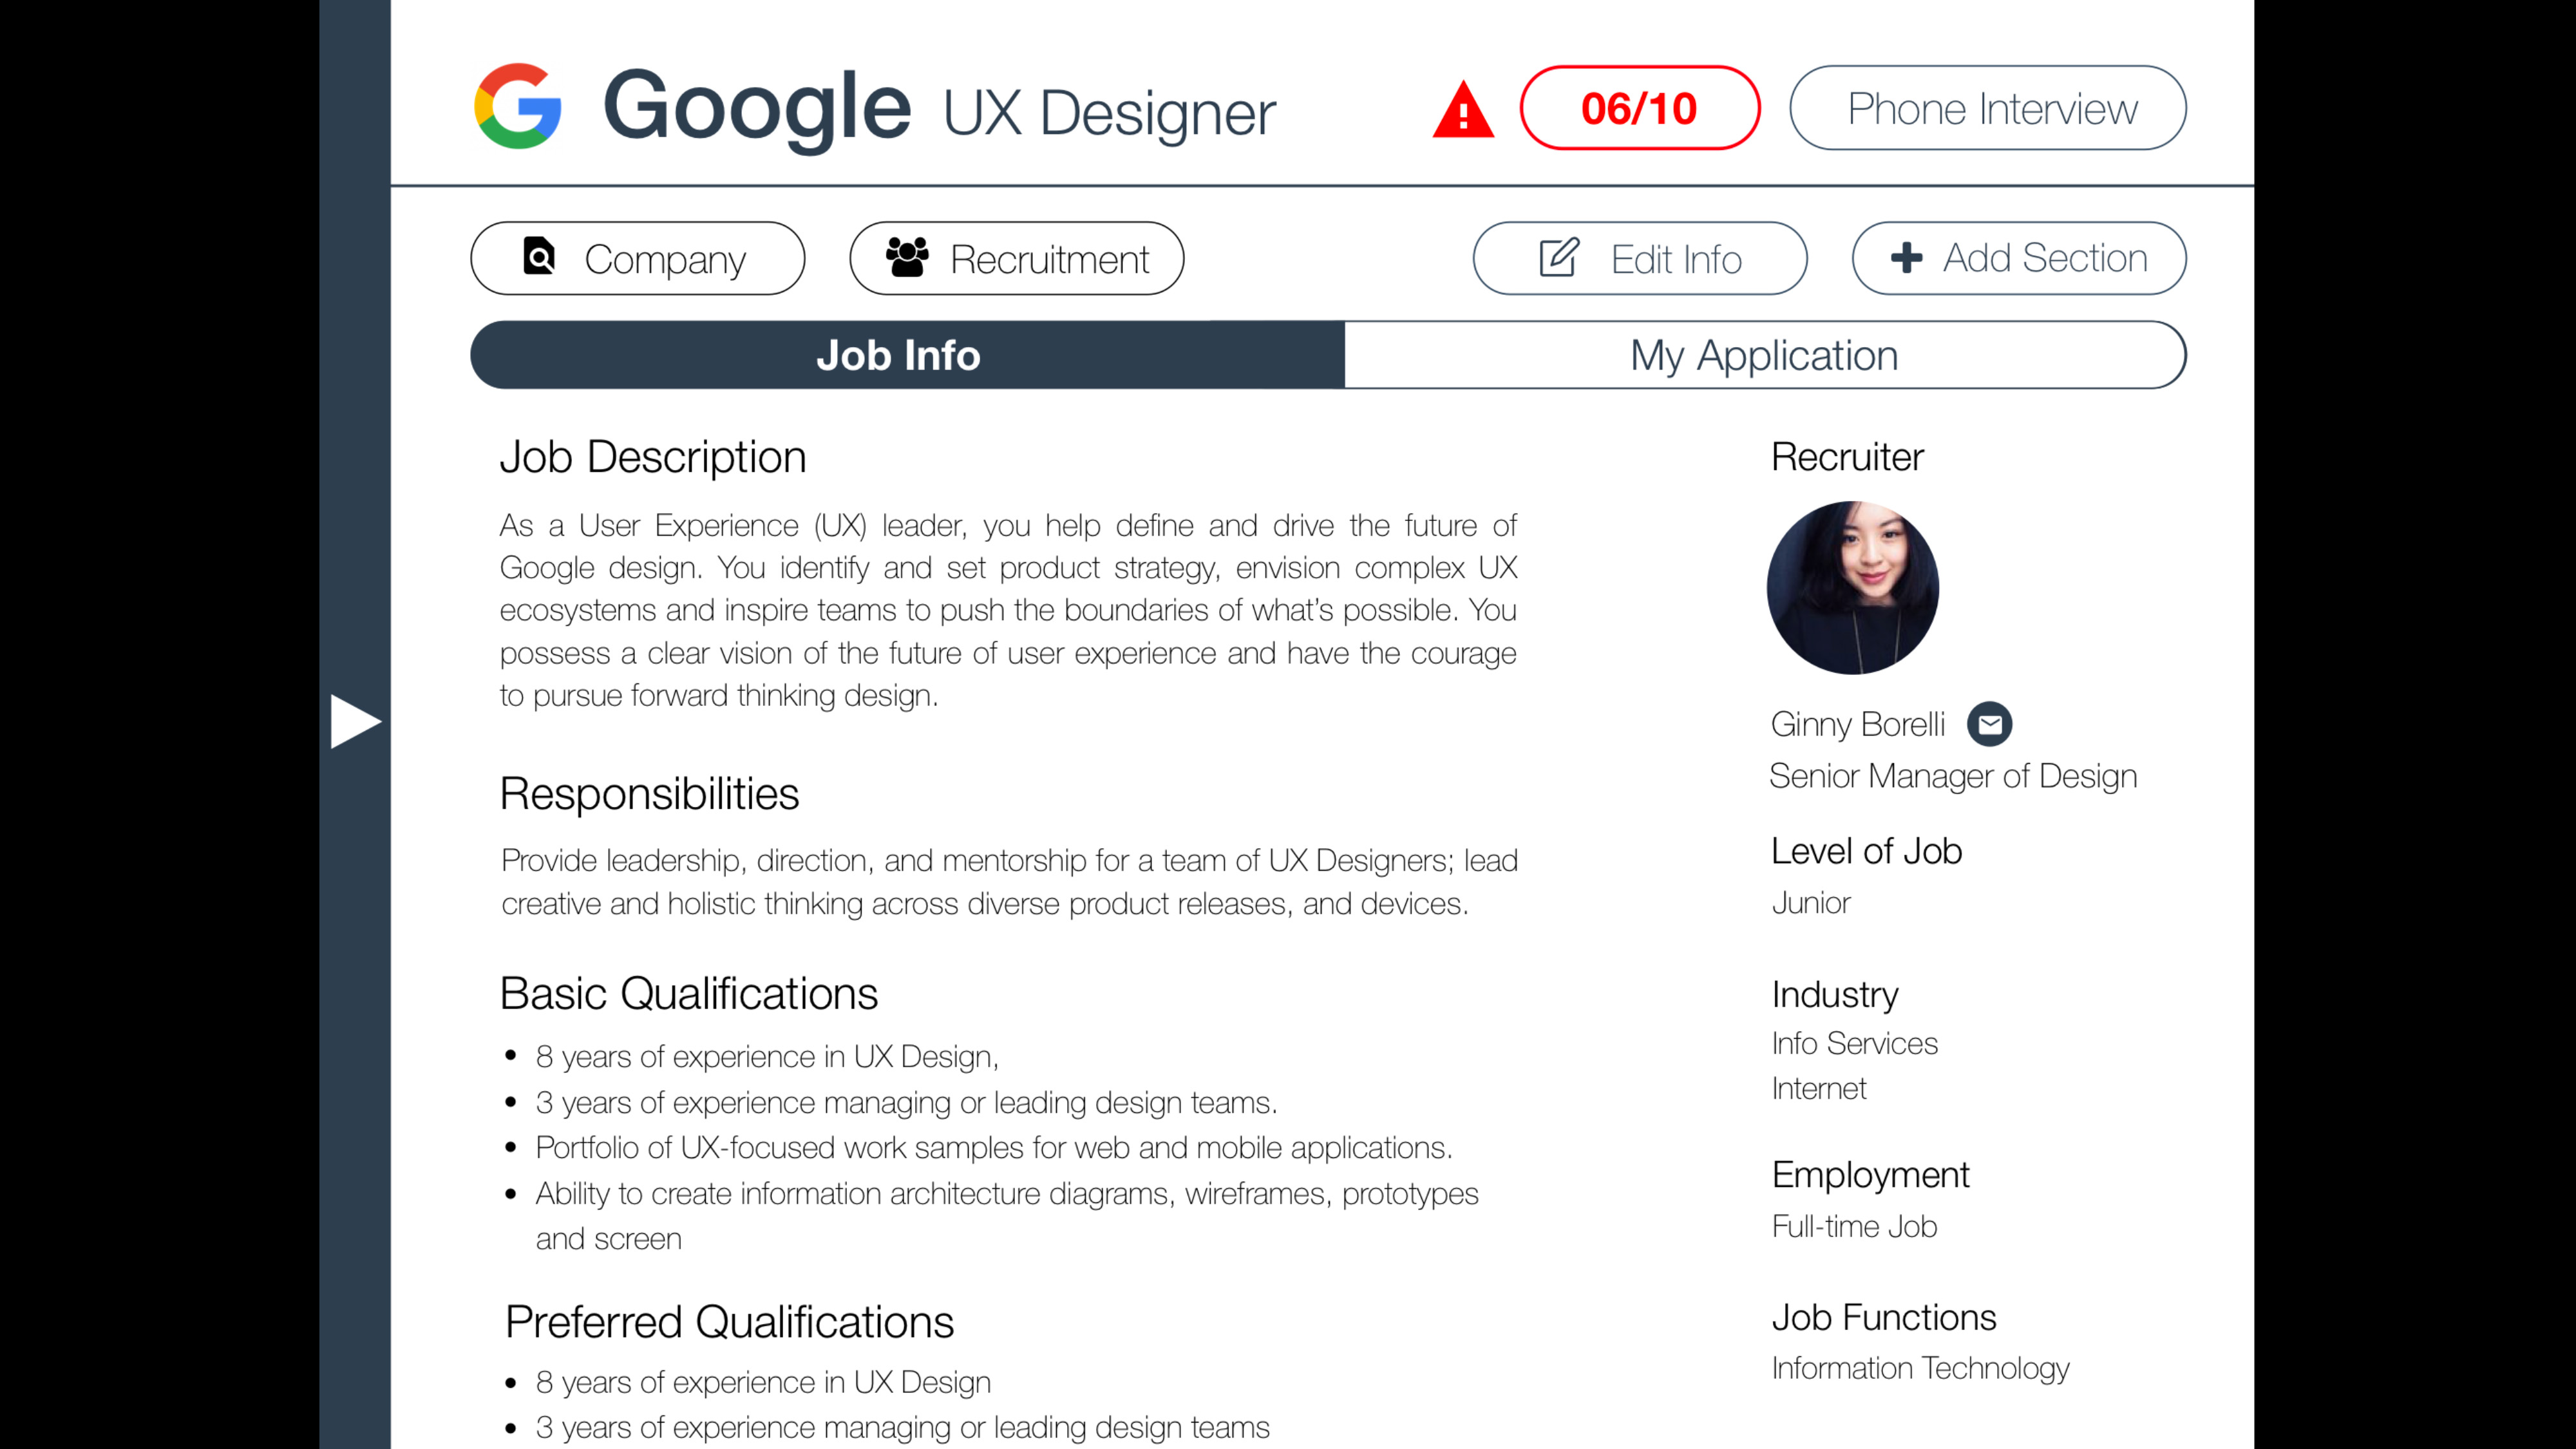 Google UX Designer
06/10
Phone Interview
Company
Recruitment
Edit Info
Add Section
Job Info
My Application
Job Description
As a User Experience (UX) leader, you help define and drive the future of
Google design. You identify and set product strategy, envision complex UX
ecosystems and inspire teams to push the boundaries of what's possible. You
possess a clear vision of the future of user experience and have the courage
to pursue forward thinking design.
Responsibilities
Provide leadership, direction, and mentorship for a team of UX Designers; lead
creative and holistic thinking across diverse product releases, and devices.
Basic Qualifications
• 8 years of experience in UX Design,
• 3 years of experience managing or leading design teams.
• Portfolio of UX-focused work samples for web and mobile applications.
• Ability to create information architecture diagrams, wireframes, prototypes
and screen
Preferred Qualifications
• 8 years of experience in UX Design
• 3 years of experience managing or leading design teams
Recruiter
Ginny Borelli
Senior Manager of Design
Level of Job
Junior
Industry
Info Services
Internet
Employment
Full-time Job
Job Functions
Information Technology